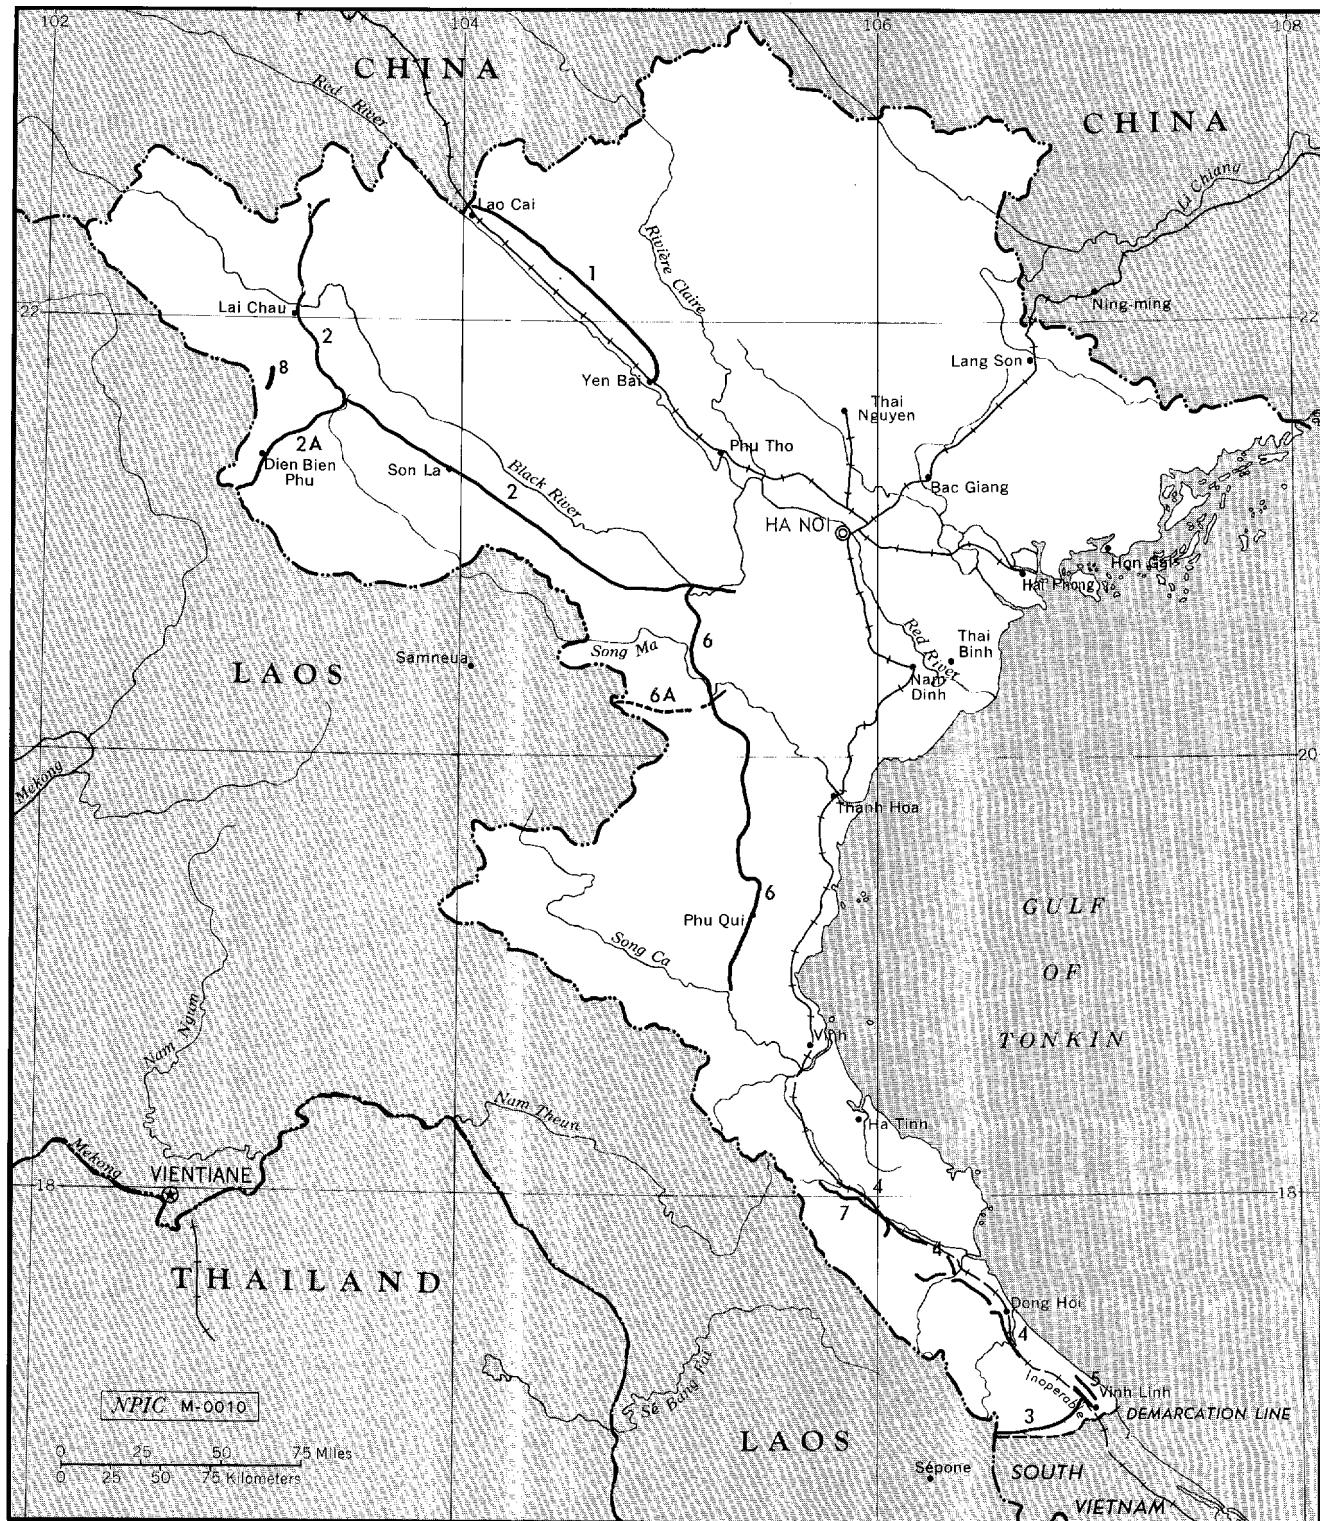 102
104
106
108
CHINA
Red River
CHINA
Li Chiang
Lao Cai
Rivière Claire
1
Ning-ming
22
Lai Chau
22
2
Lang Son
8
Yen Bai
Thai
Nguyen
2A
Phu Tho
Dien Bien
Phu
Son La
Black River
2
Bac Giang
HA NOI
Hon Gai
Hai Phong
6
Song Ma
Red River
Thai
Binh
LAOS
Samneua
Nam
Dinh
6A
20
Mekong
Thanh Hoa
6
Phu Qui
GULF
Song Ca
OF
Nam Ngum
TONKIN
Vinh
Nam Theun
Ha Tinh
Mekong
VIENTIANE
18
4
18
7
4
THAILAND
Dong Hoi
4
Inoperable
5
Se Bang Fai
Vinh Linh
NPIC M-0010
3
DEMARCATION LINE
LAOS
0 25 50 75 Miles
0 25 50 75 Kilometers
Sépone
SOUTH
VIETNAM